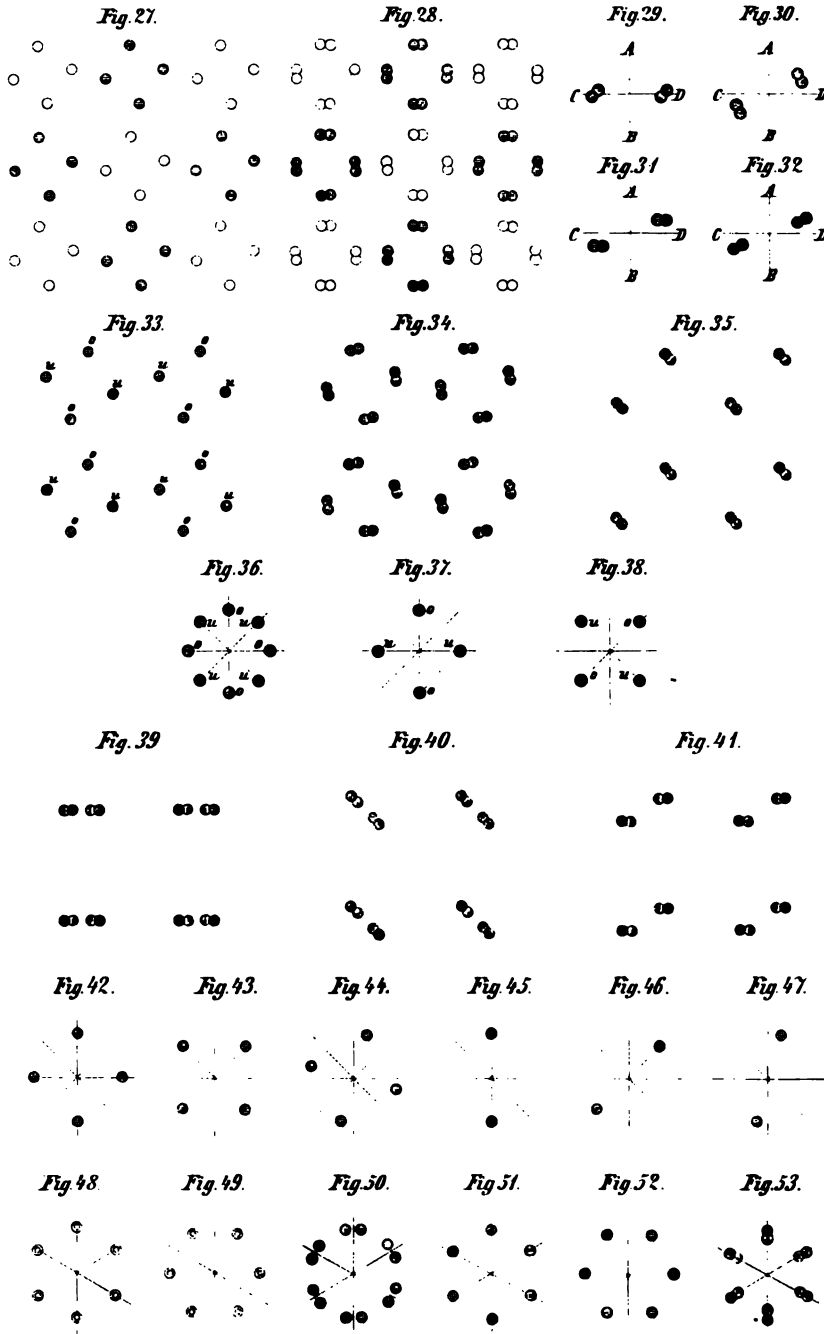 Fig. 27. Fig. 28. Fig. 29. Fig. 30.
A A
C D C D
B B
Fig. 31 Fig. 32
A A
C D C D
B B
Fig. 33. Fig. 34. Fig. 35.
o o
u u
u u
o o
o o
u u
u u
o o
Fig. 36. Fig. 37. Fig. 38.
o o
u u u o
o o u u
u u o u
o o
Fig. 39 Fig. 40. Fig. 41.
Fig. 42. Fig. 43. Fig. 44. Fig. 45. Fig. 46. Fig. 47.
Fig. 48. Fig. 49. Fig. 50. Fig. 51. Fig. 52. Fig. 53.